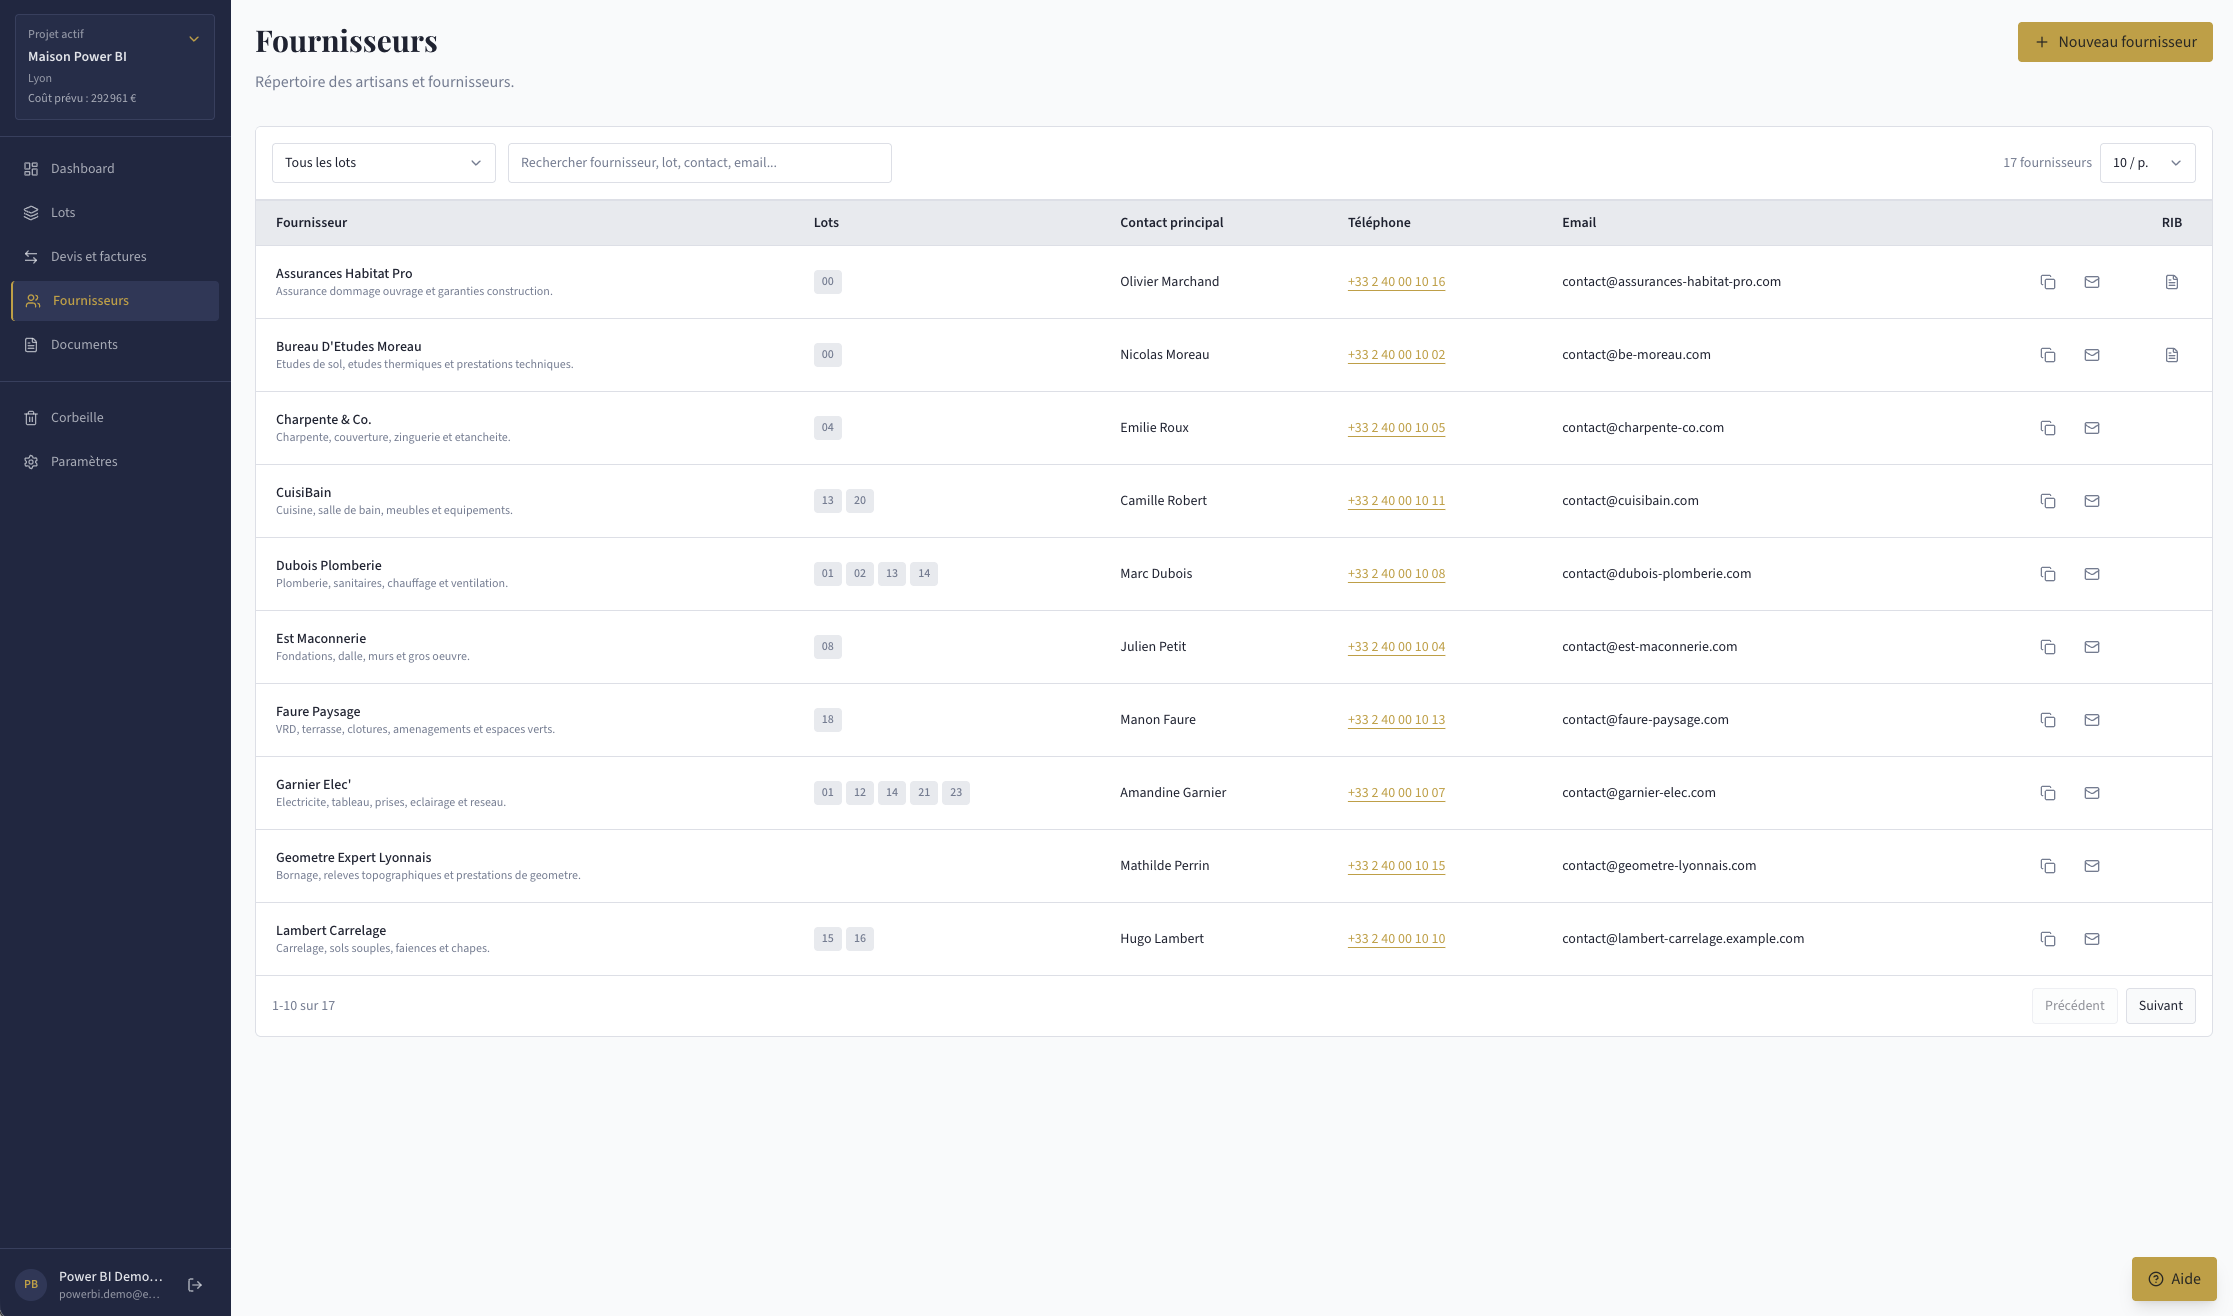 Projet actif
Maison Power BI
Lyon
Coût prévu : 292 961 €
Dashboard
Lots
Devis et factures
Fournisseurs
Documents
Corbeille
Paramètres
PB
Power BI Demo…
powerbi.demo@e…
Fournisseurs
Répertoire des artisans et fournisseurs.
Nouveau fournisseur
Tous les lots Rechercher fournisseur, lot, contact, email... 17 fournisseurs 10 / p.
Fournisseur Lots Contact principal Téléphone Email RIB
Assurances Habitat Pro
Assurance dommage ouvrage et garanties construction.
00 Olivier Marchand +33 2 40 00 10 16 contact@assurances-habitat-pro.com
Bureau D'Etudes Moreau
Etudes de sol, etudes thermiques et prestations techniques.
00 Nicolas Moreau +33 2 40 00 10 02 contact@be-moreau.com
Charpente & Co.
Charpente, couverture, zinguerie et etancheite.
04 Emilie Roux +33 2 40 00 10 05 contact@charpente-co.com
CuisiBain
Cuisine, salle de bain, meubles et equipements.
13 20 Camille Robert +33 2 40 00 10 11 contact@cuisibain.com
Dubois Plomberie
Plomberie, sanitaires, chauffage et ventilation.
01 02 13 14 Marc Dubois +33 2 40 00 10 08 contact@dubois-plomberie.com
Est Maconnerie
Fondations, dalle, murs et gros oeuvre.
08 Julien Petit +33 2 40 00 10 04 contact@est-maconnerie.com
Faure Paysage
VRD, terrasse, clotures, amenagements et espaces verts.
18 Manon Faure +33 2 40 00 10 13 contact@faure-paysage.com
Garnier Elec'
Electricite, tableau, prises, eclairage et reseau.
01 12 14 21 23 Amandine Garnier +33 2 40 00 10 07 contact@garnier-elec.com
Geometre Expert Lyonnais
Bornage, releves topographiques et prestations de geometre.
Mathilde Perrin +33 2 40 00 10 15 contact@geometre-lyonnais.com
Lambert Carrelage
Carrelage, sols souples, faiences et chapes.
15 16 Hugo Lambert +33 2 40 00 10 10 contact@lambert-carrelage.example.com
1-10 sur 17 Précédent Suivant
Aide